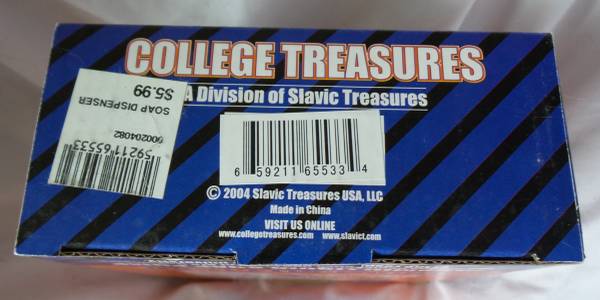 COLLEGE TREASURES
A Division of Slavic Treasures
$5.99
SOAP DISPENSER
000204082
59211 65533
6 59211 65533 4
© 2004 Slavic Treasures USA, LLC
Made in China
VISIT US ONLINE
www.collegetreasures.com www.slavict.com